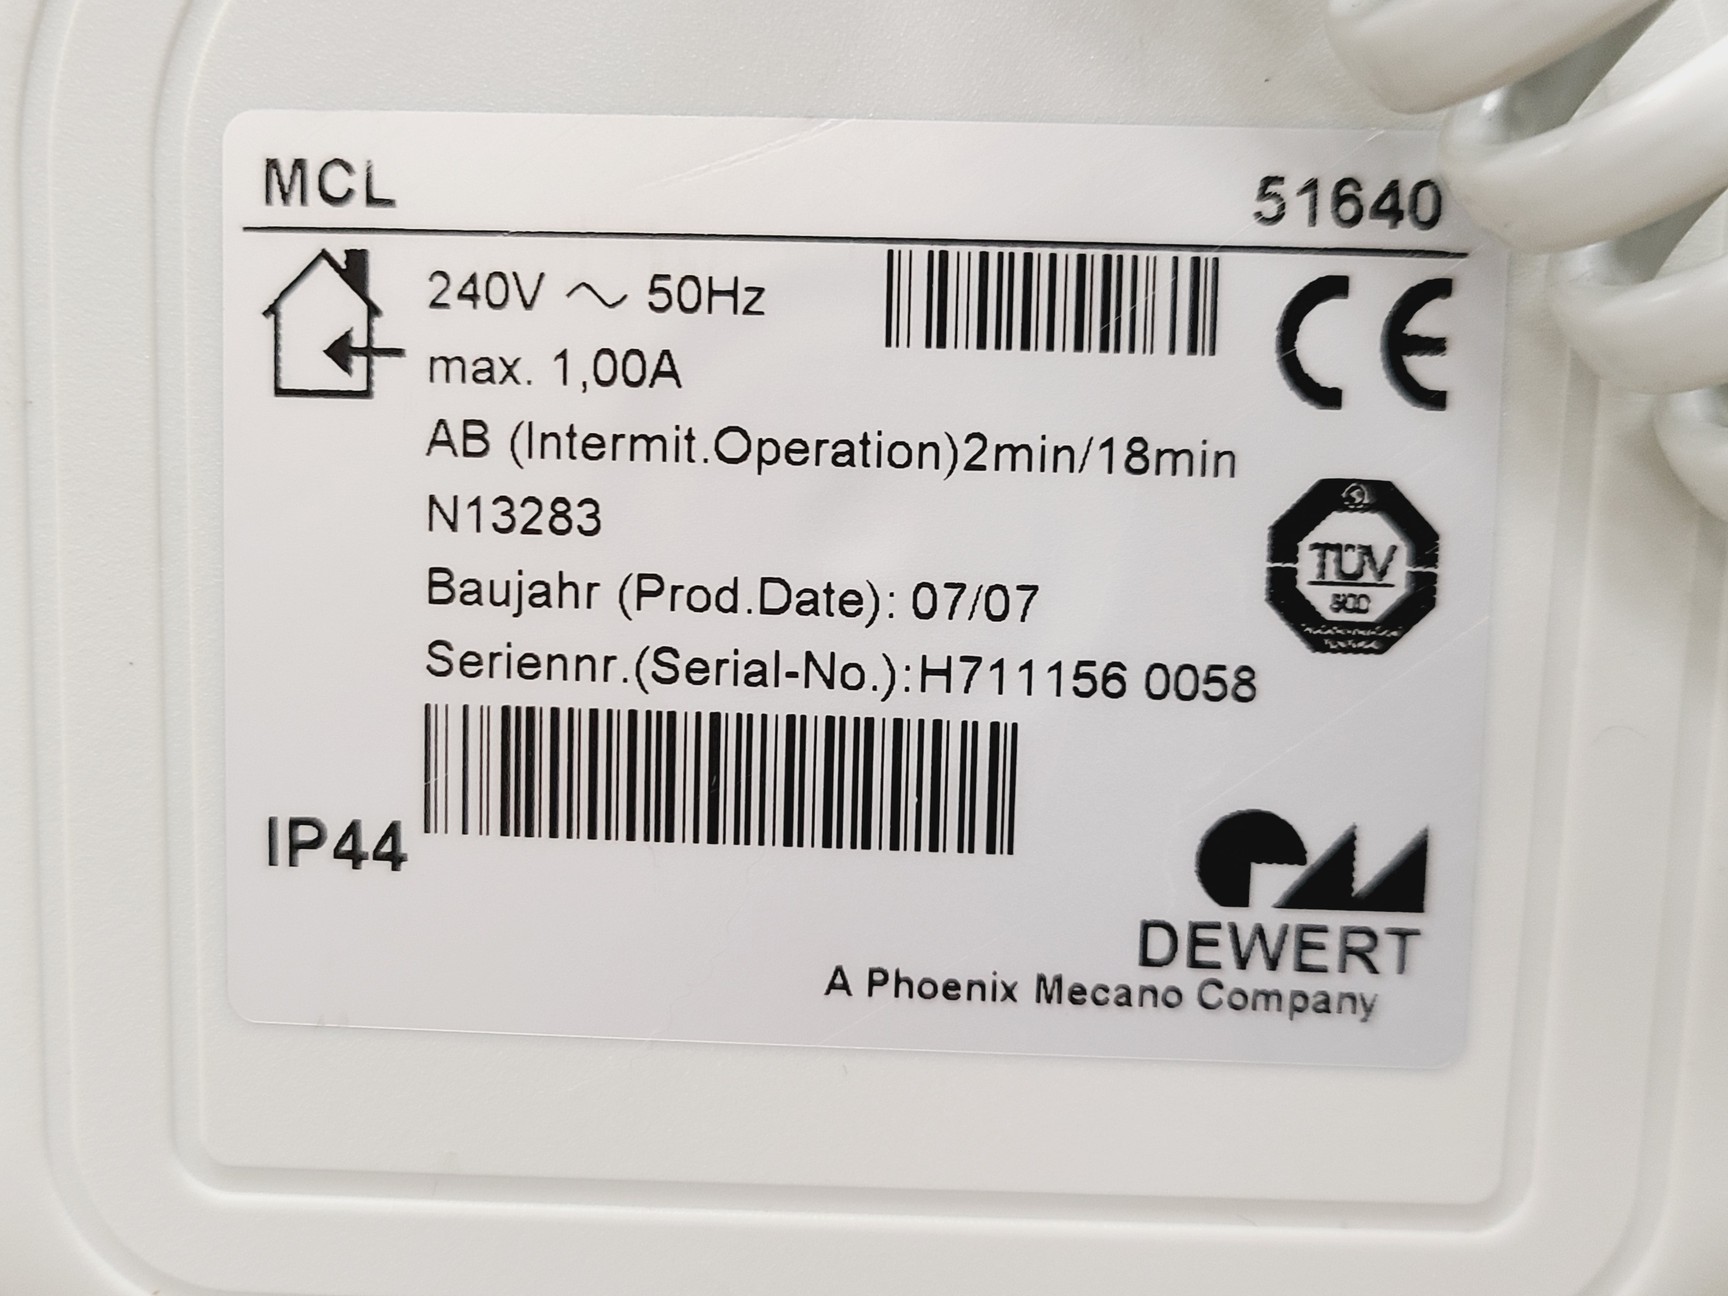 MCL 51640
240V ~ 50Hz
max. 1,00A
CE
AB (Intermit.Operation)2min/18min
N13283
TÜV
Baujahr (Prod.Date): 07/07
Seriennr.(Serial-No.):H711156 0058
IP44
DEWERT
A Phoenix Mecano Company